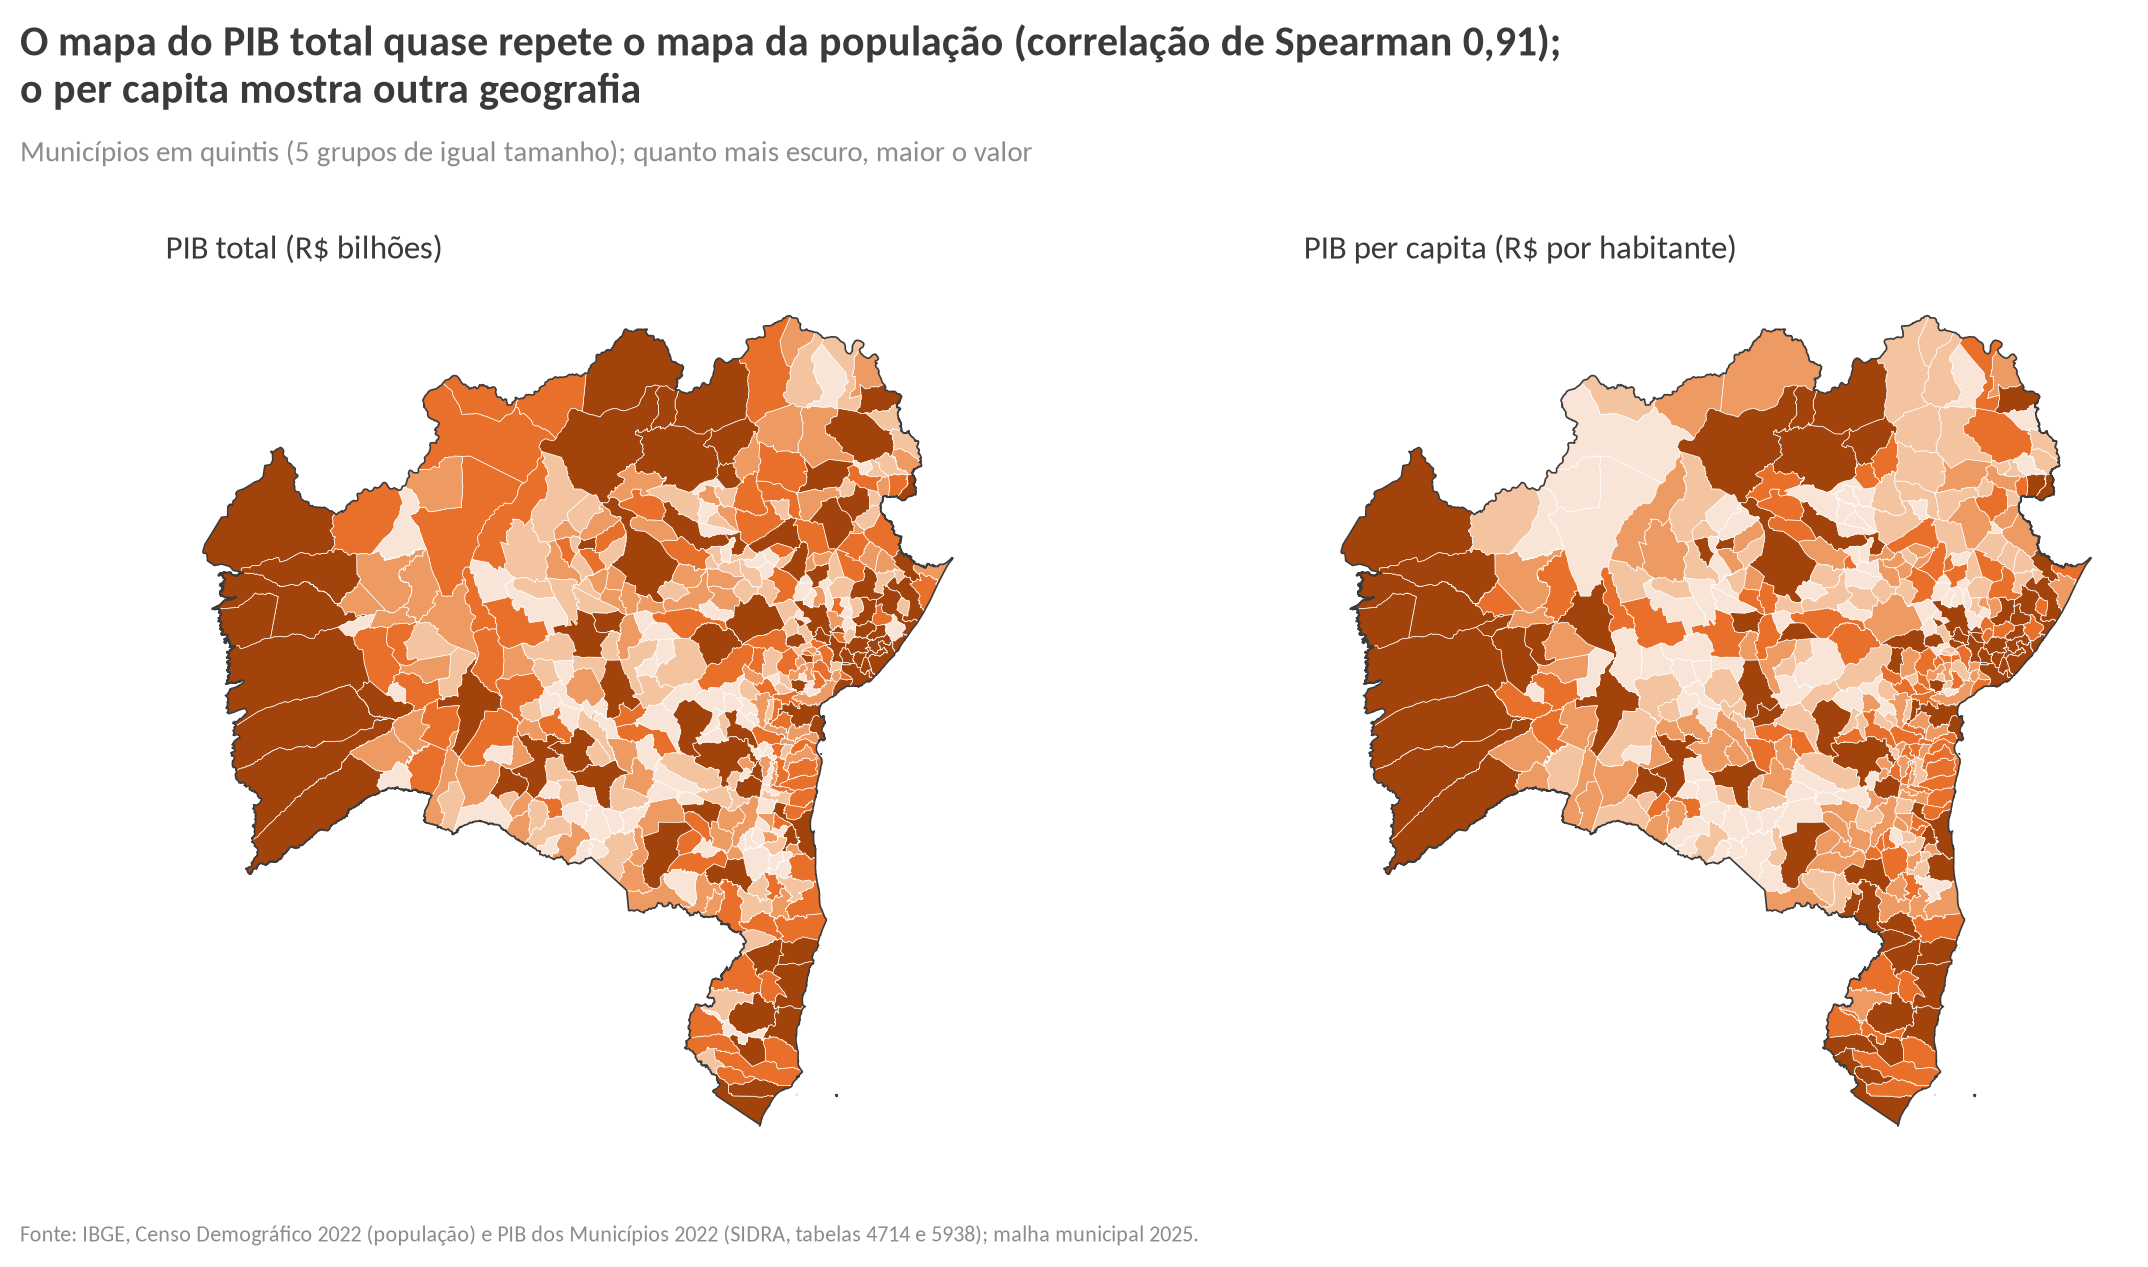 O mapa do PIB total quase repete o mapa da população (correlação de Spearman 0,91);
o per capita mostra outra geografia
Municípios em quintis (5 grupos de igual tamanho); quanto mais escuro, maior o valor
PIB total (R$ bilhões)
PIB per capita (R$ por habitante)
Fonte: IBGE, Censo Demográfico 2022 (população) e PIB dos Municípios 2022 (SIDRA, tabelas 4714 e 5938); malha municipal 2025.